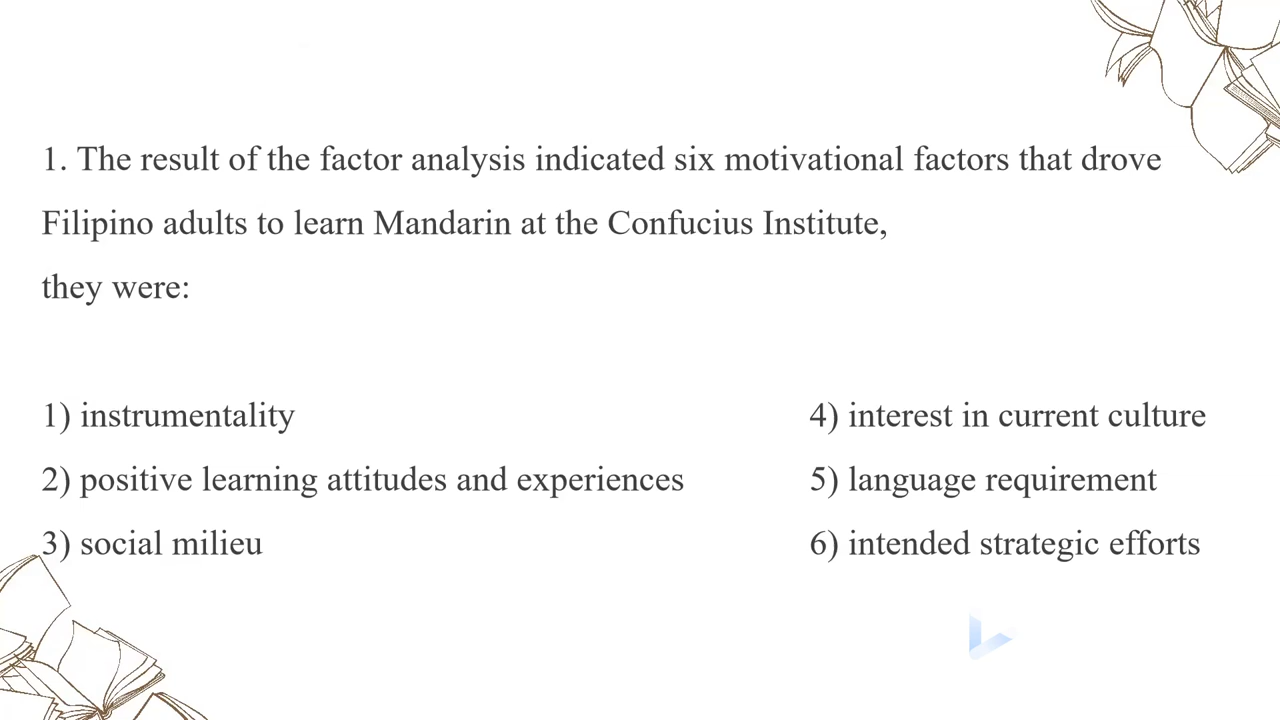 1. The result of the factor analysis indicated six motivational factors that drove
Filipino adults to learn Mandarin at the Confucius Institute,
they were:
1) instrumentality
2) positive learning attitudes and experiences
3) social milieu
4) interest in current culture
5) language requirement
6) intended strategic efforts